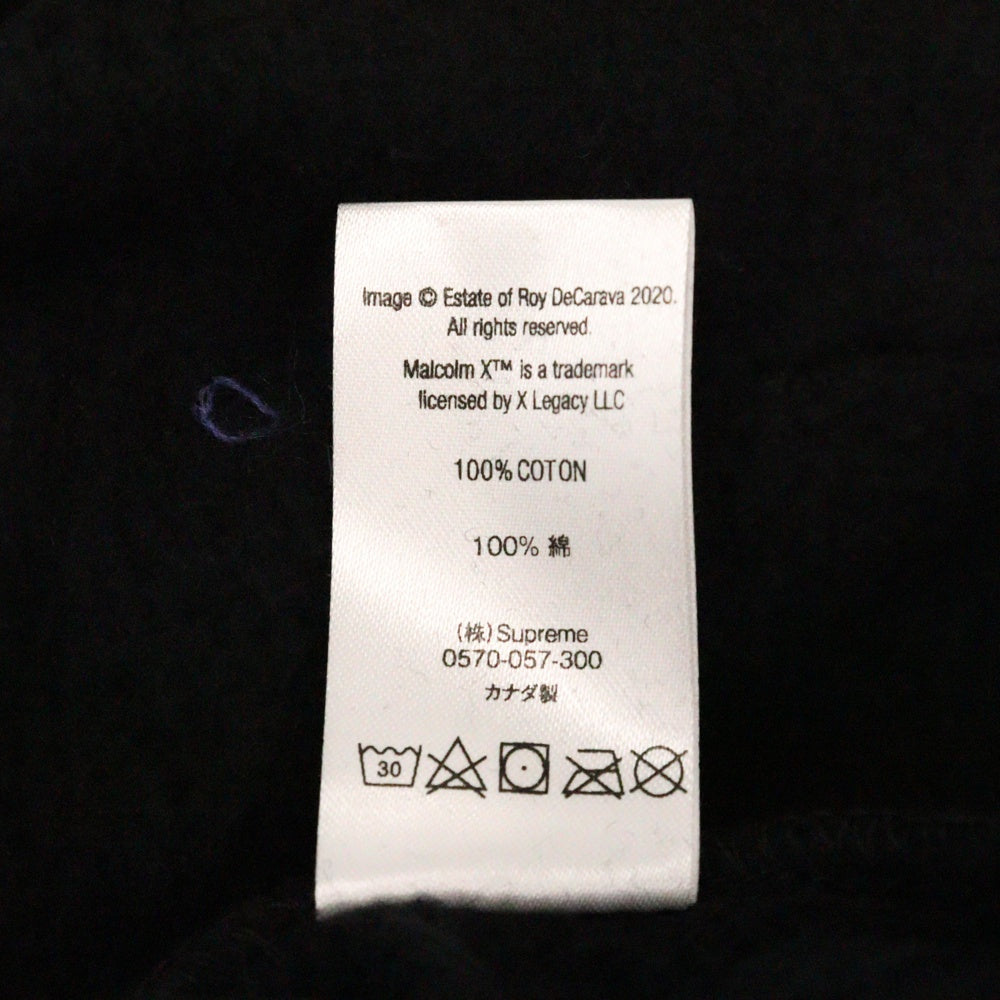 Image © Estate of Roy DeCarava 2020.
All rights reserved.
Malcolm X™ is a trademark
licensed by X Legacy LLC
100% COTON
100% 綿
(株)Supreme
0570-057-300
カナダ製
30